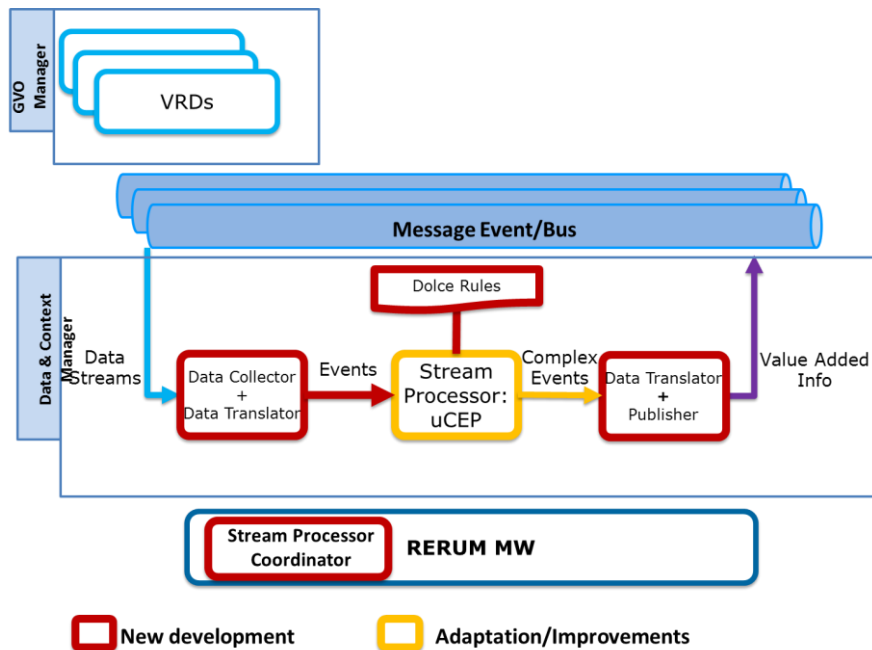 GVO
Manager
VRDs
Message Event/Bus
Data & Context
Manager
Dolce Rules
Data
Streams
Data Collector
+
Data Translator
Events
Stream
Processor:
uCEP
Complex
Events
Data Translator
+
Publisher
Value Added
Info
Stream Processor
Coordinator
RERUM MW
New development
Adaptation/Improvements